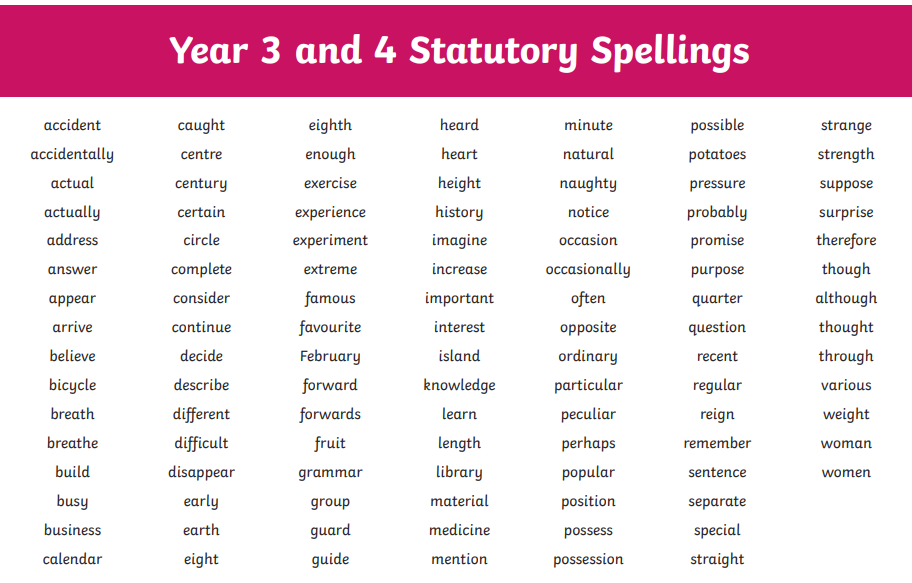 Year 3 and 4 Statutory Spellings
accident caught eighth heard minute possible strange
accidentally centre enough heart natural potatoes strength
actual century exercise height naughty pressure suppose
actually certain experience history notice probably surprise
address circle experiment imagine occasion promise therefore
answer complete extreme increase occasionally purpose though
appear consider famous important often quarter although
arrive continue favourite interest opposite question thought
believe decide February island ordinary recent through
bicycle describe forward knowledge particular regular various
breath different forwards learn peculiar reign weight
breathe difficult fruit length perhaps remember woman
build disappear grammar library popular sentence women
busy early group material position separate
business earth guard medicine possess special
calendar eight guide mention possession straight